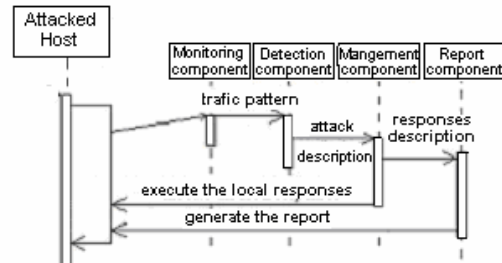 Attacked
Host
Monitoring
component
Detection
component
Mangement
component
Report
component
trafic pattern
attack
description
responses
description
execute the local responses
generate the report